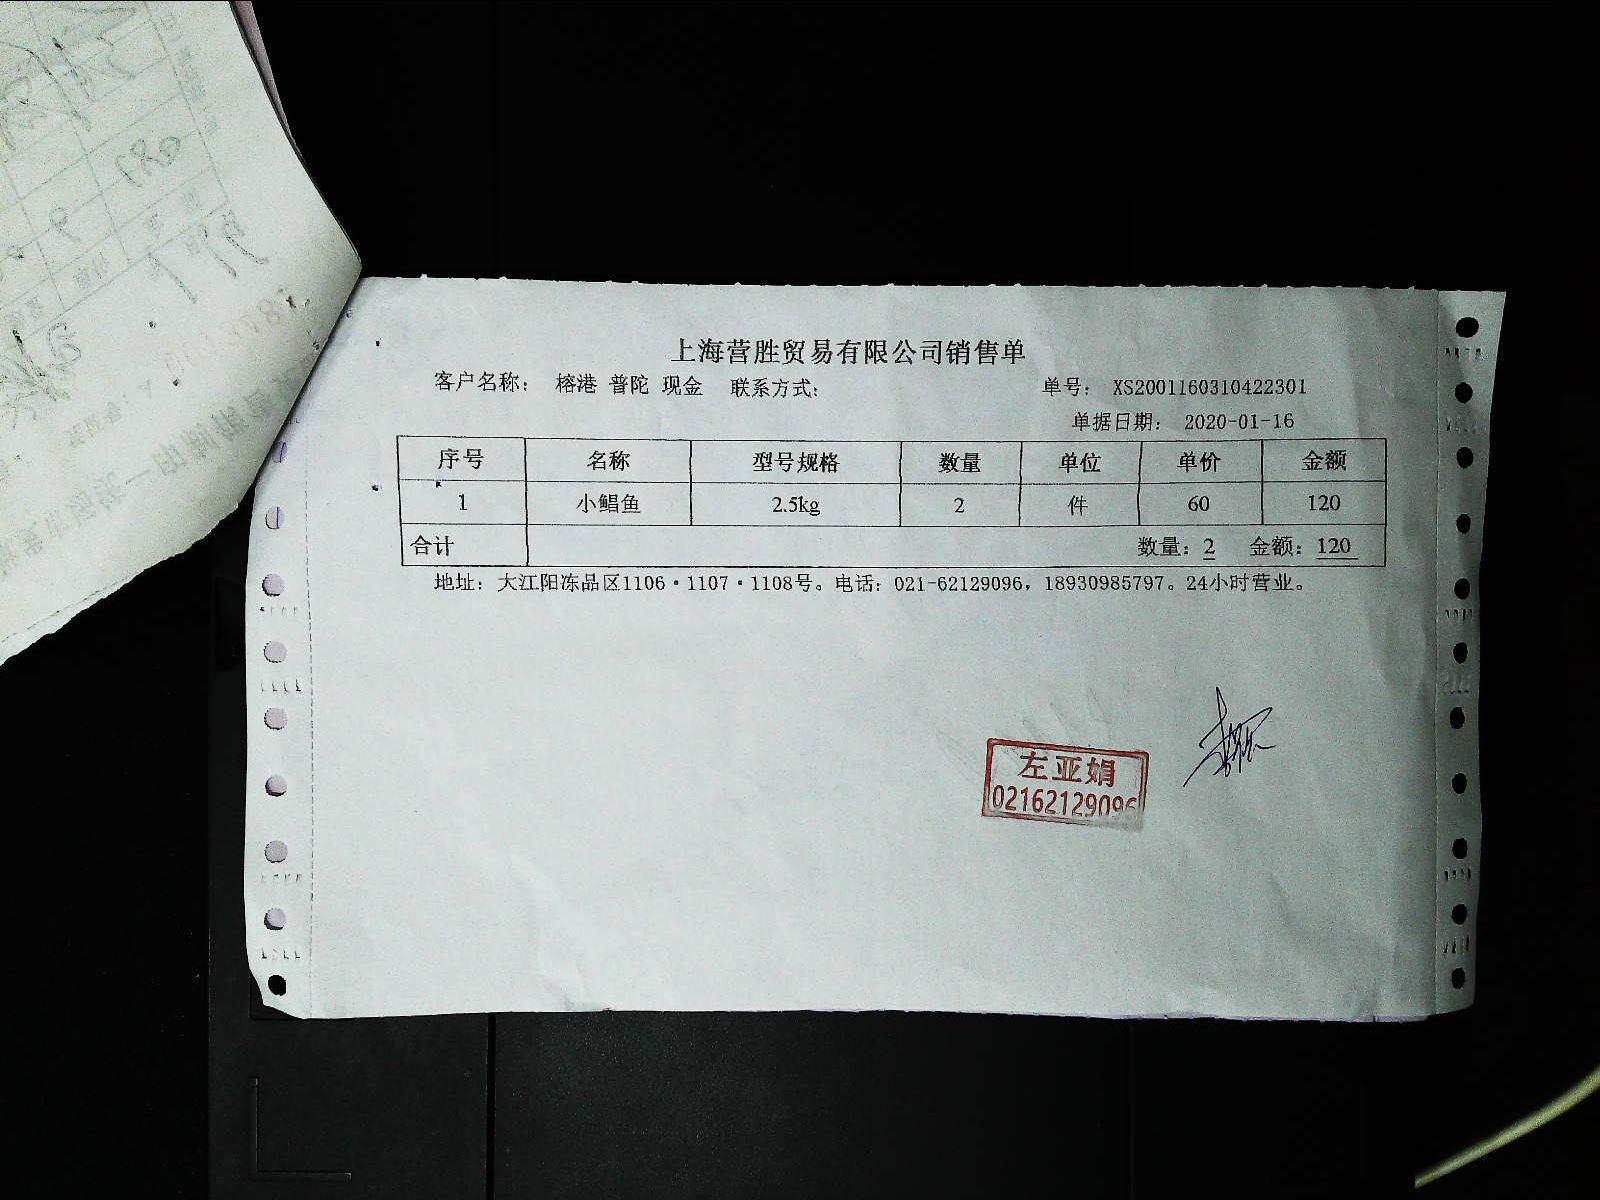 上海营胜贸易有限公司销售单
客户名称： 榕港 普陀 现金 联系方式： 单号： XS2001160310422301
单据日期： 2020-01-16
序号 名称 型号规格 数量 单位 单价 金额
1 小鲳鱼 2.5kg 2 件 60 120
合计 数量：2 金额：120
地址：大江阳冻品区1106·1107·1108号。电话：021-62129096，18930985797。24小时营业。
左亚娟
02162129096